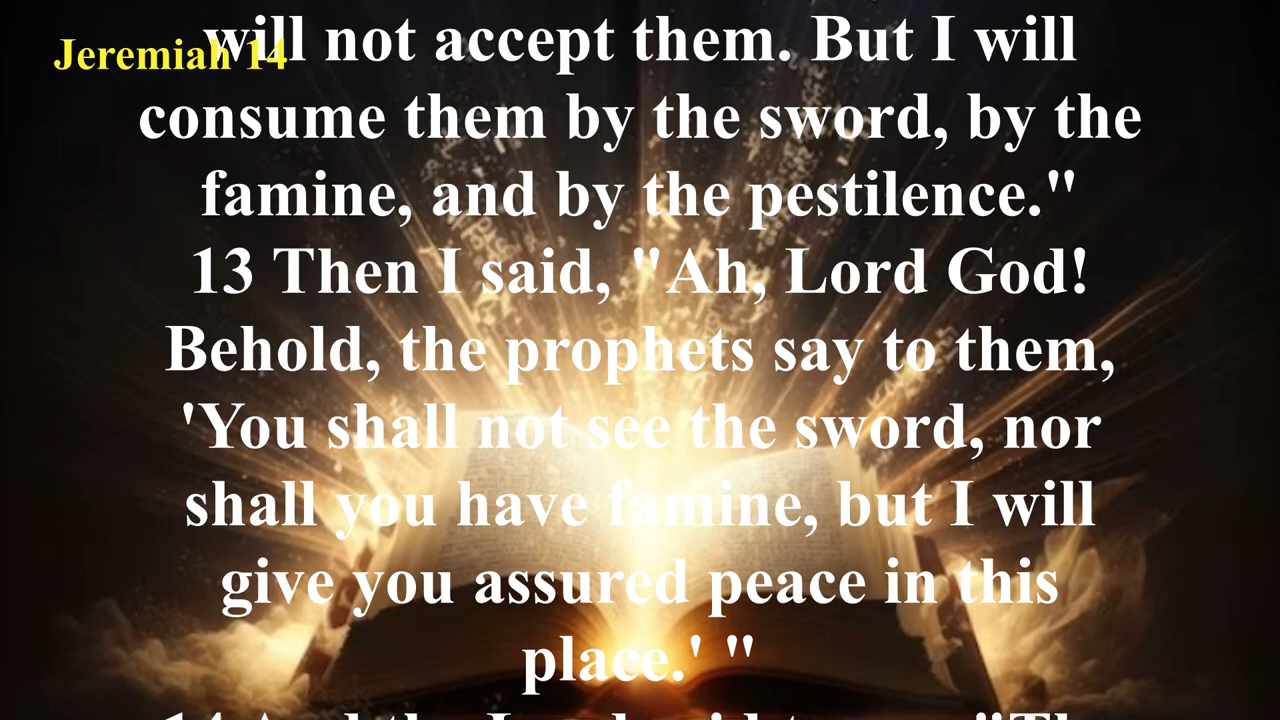 Jeremiah 14
will not accept them. But I will
consume them by the sword, by the
famine, and by the pestilence."
13 Then I said, "Ah, Lord God!
Behold, the prophets say to them,
'You shall not see the sword, nor
shall you have famine, but I will
give you assured peace in this
place.' "